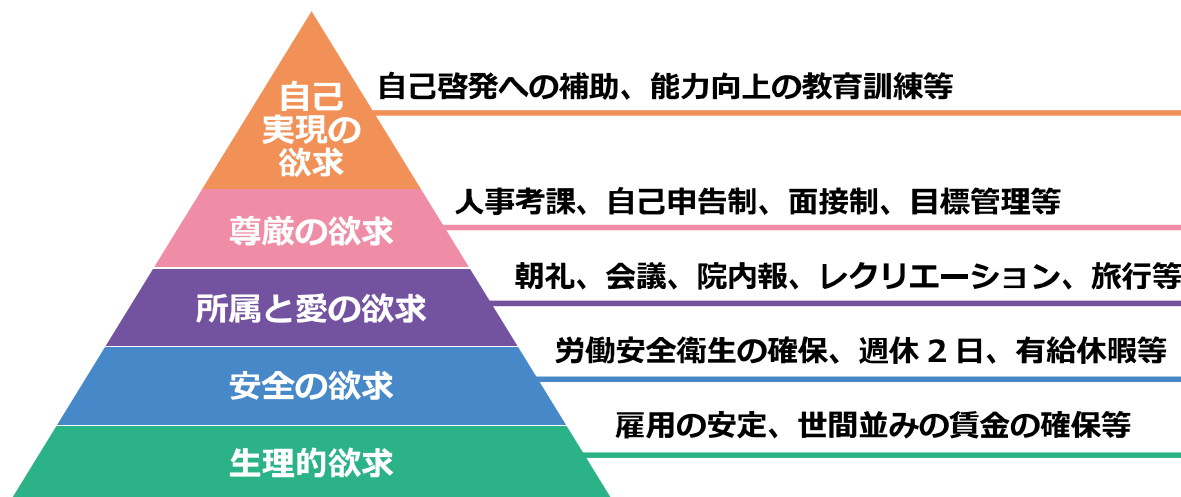 自己啓発への補助、能力向上の教育訓練等
自己
実現の
欲求
人事考課、自己申告制、面接制、目標管理等
尊厳の欲求
朝礼、会議、院内報、レクリエーション、旅行等
所属と愛の欲求
労働安全衛生の確保、週休2日、有給休暇等
安全の欲求
雇用の安定、世間並みの賃金の確保等
生理的欲求